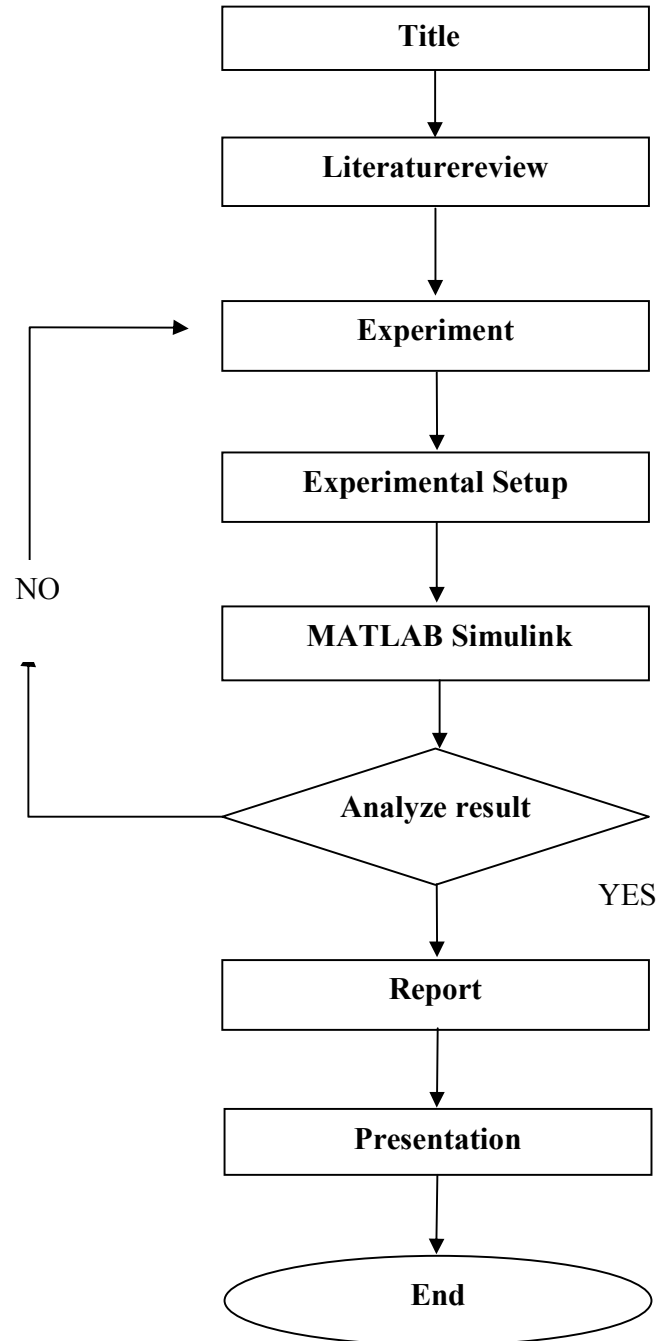 Title
Literaturereview
Experiment
Experimental Setup
NO
MATLAB Simulink
Analyze result
YES
Report
Presentation
End